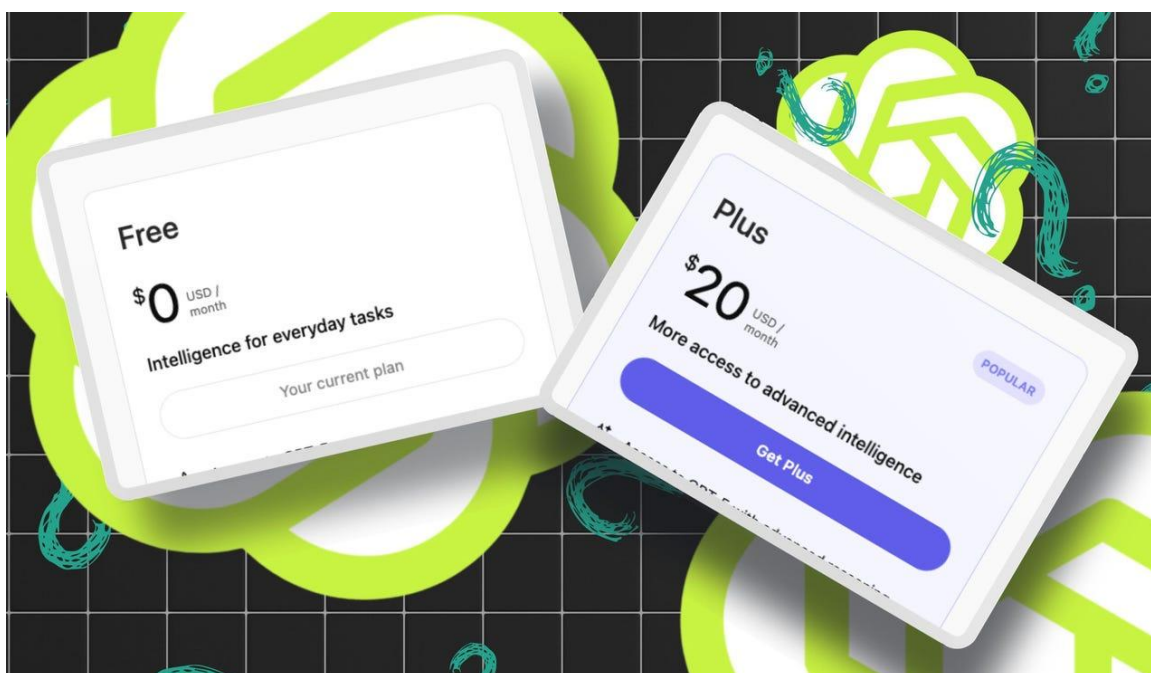 Free
$0 USD / month
Intelligence for everyday tasks
Your current plan
Plus
$20 USD / month
POPULAR
More access to advanced intelligence
Get Plus